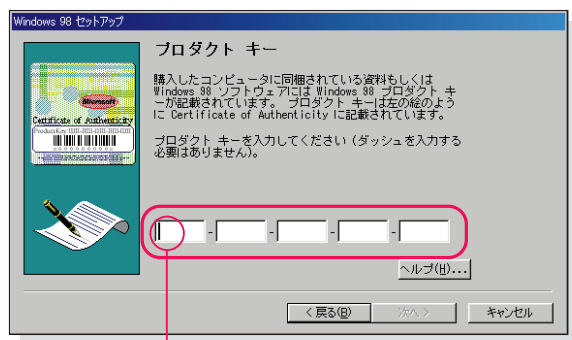 Windows 98 セットアップ
プロダクト キー
Microsoft
Certificate of Authenticity
購入したコンピュータに同梱されている資料もしくは
Windows 98 ソフトウェアには Windows 98 プロダクト キ
ーが記載されています。 プロダクト キーは左の絵のよう
に Certificate of Authenticity に記載されています。
プロダクト キーを入力してください (ダッシュを入力する
必要はありません)。
- - - -
ヘルプ(H)...
< 戻る(B)
次へ >
キャンセル